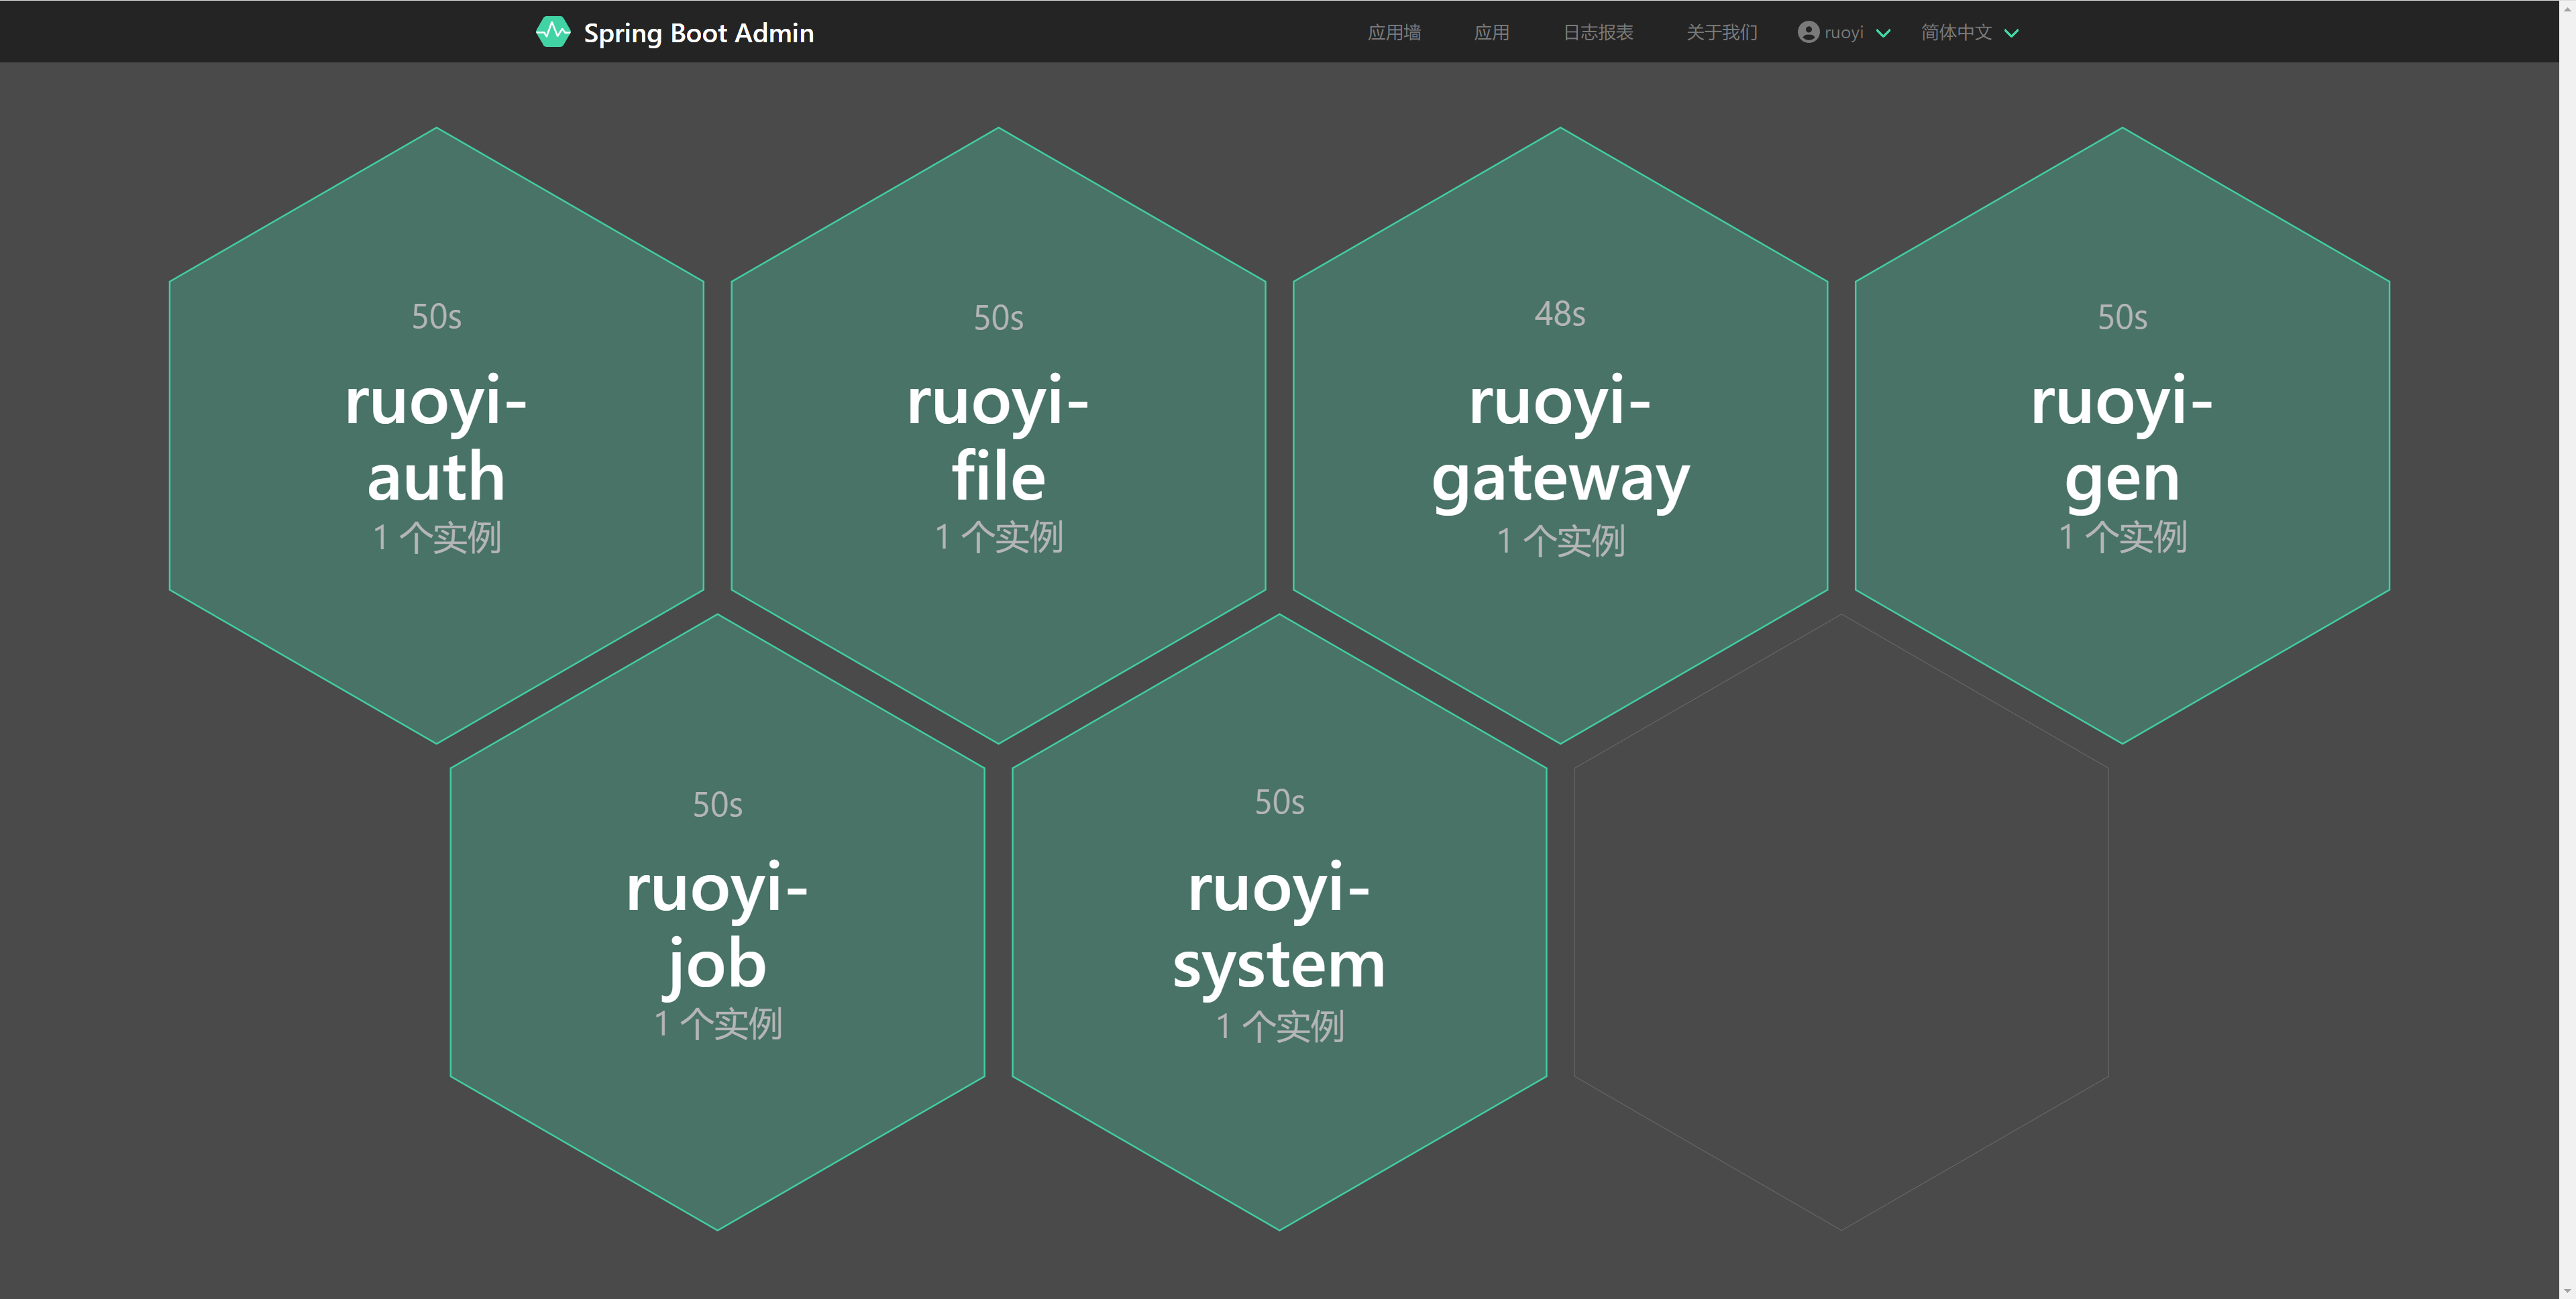 Spring Boot Admin
应用墙 应用 日志报表 关于我们 ruoyi 简体中文
50s
ruoyi-
auth
1 个实例
50s
ruoyi-
file
1 个实例
48s
ruoyi-
gateway
1 个实例
50s
ruoyi-
gen
1 个实例
50s
ruoyi-
job
1 个实例
50s
ruoyi-
system
1 个实例